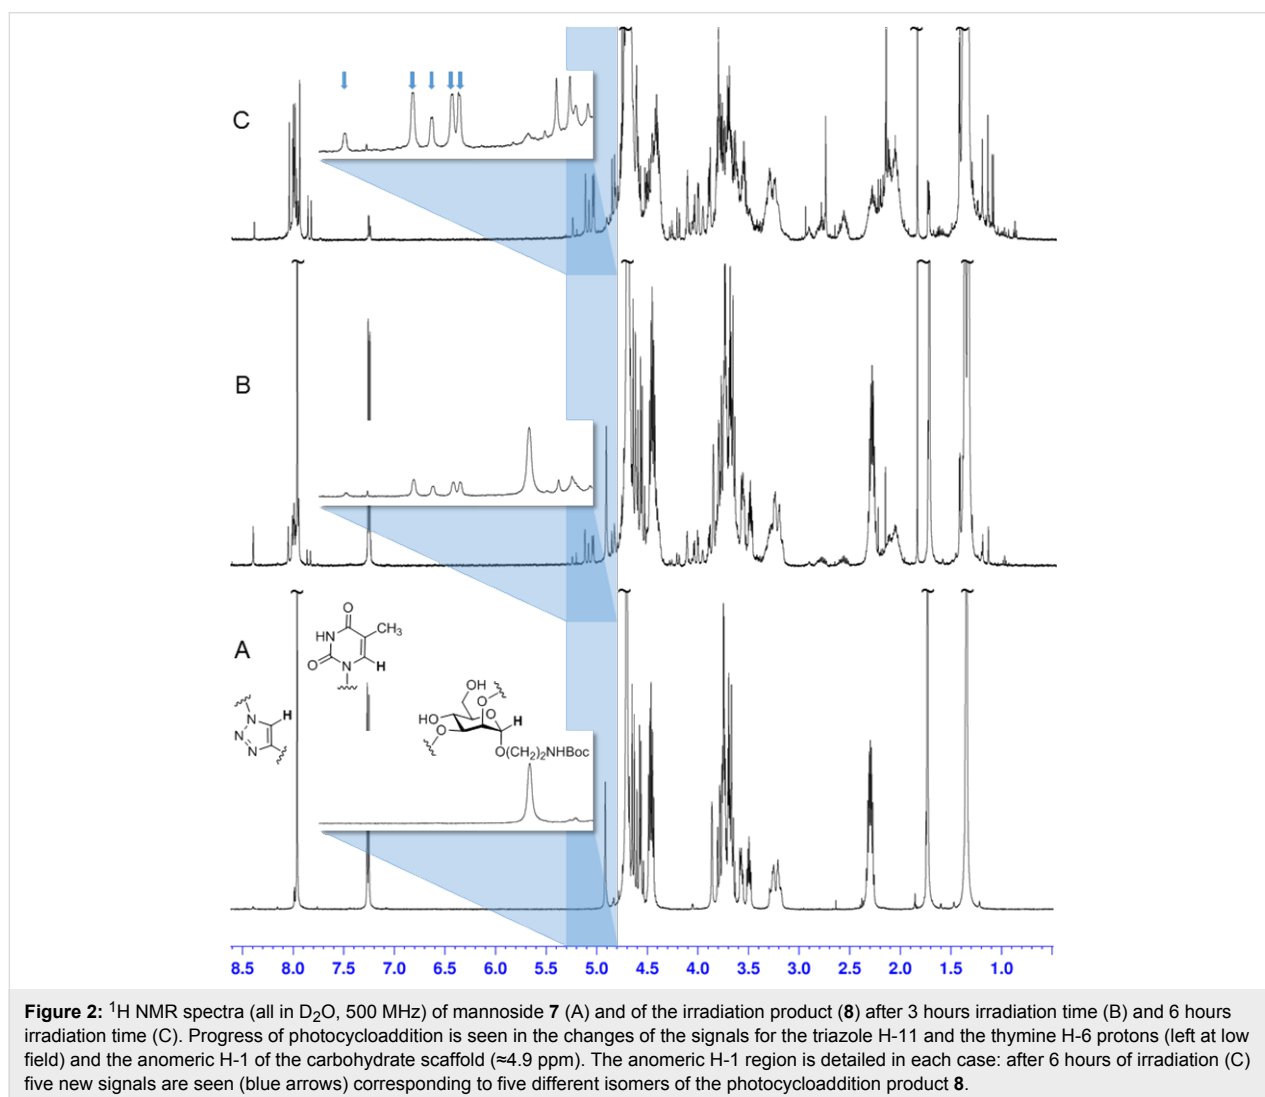 C
B
A
O
HN
CH₃
O
N
H
H
N
N
N
OH
O
HO
O
H
O
O(CH₂)₂NHBoc
8.5 8.0 7.5 7.0 6.5 6.0 5.5 5.0 4.5 4.0 3.5 3.0 2.5 2.0 1.5 1.0
Figure 2: ¹H NMR spectra (all in D₂O, 500 MHz) of mannoside 7 (A) and of the irradiation product (8) after 3 hours irradiation time (B) and 6 hours
irradiation time (C). Progress of photocycloaddition is seen in the changes of the signals for the triazole H-11 and the thymine H-6 protons (left at low
field) and the anomeric H-1 of the carbohydrate scaffold (≈4.9 ppm). The anomeric H-1 region is detailed in each case: after 6 hours of irradiation (C)
five new signals are seen (blue arrows) corresponding to five different isomers of the photocycloaddition product 8.